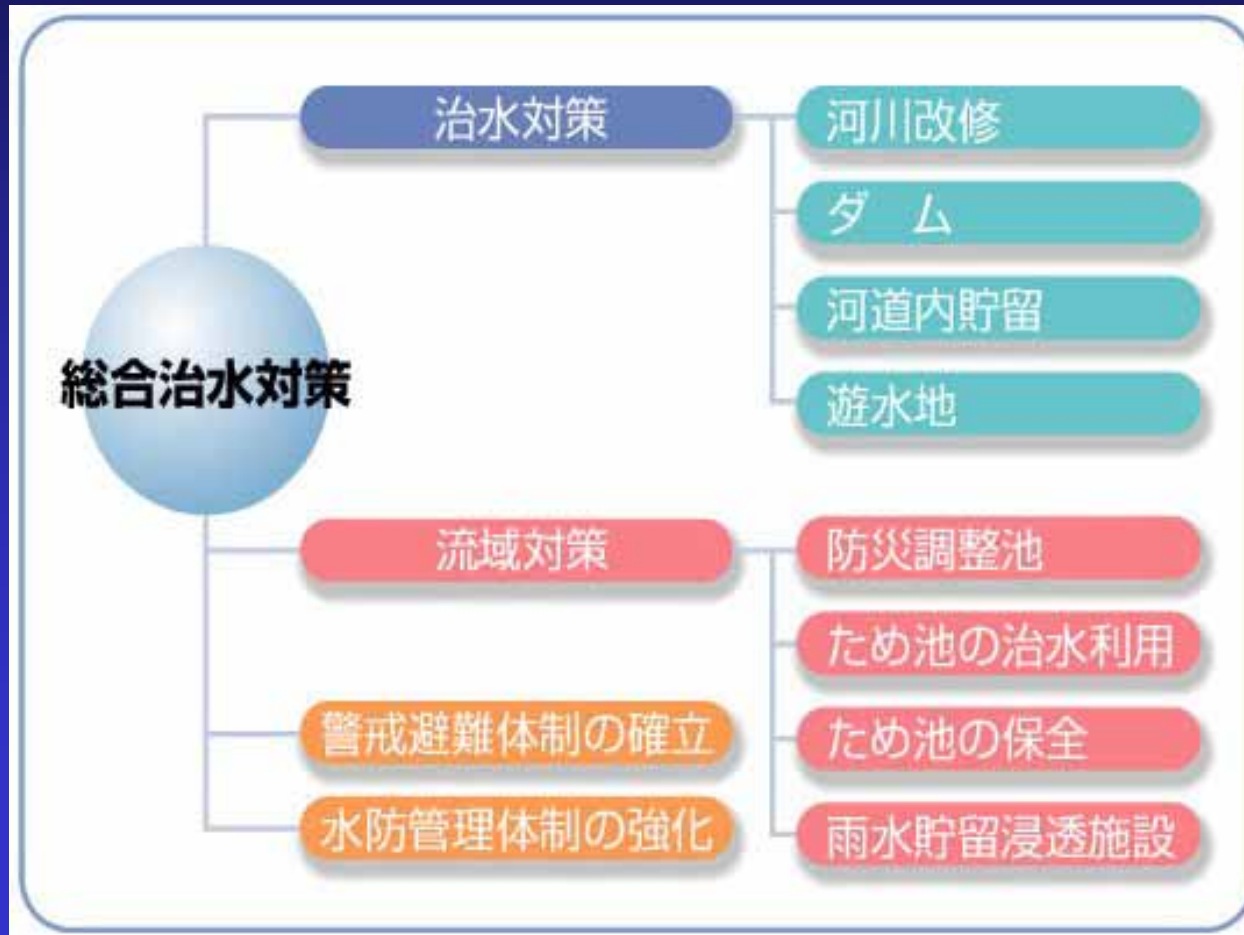 総合治水対策
治水対策
河川改修
ダ　ム
河道内貯留
遊水地
流域対策
防災調整池
ため池の治水利用
ため池の保全
雨水貯留浸透施設
警戒避難体制の確立
水防管理体制の強化